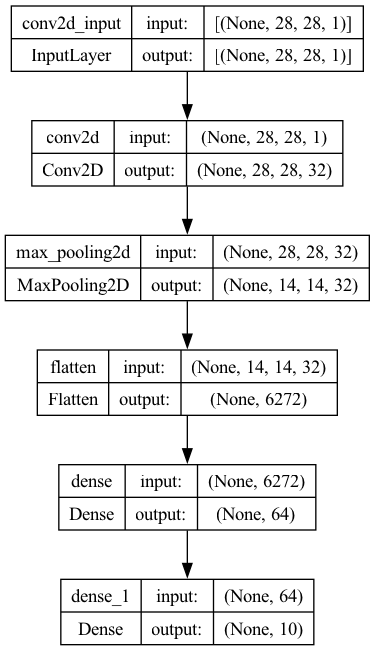 conv2d_input input: [(None, 28, 28, 1)]
InputLayer output: [(None, 28, 28, 1)]
conv2d input: (None, 28, 28, 1)
Conv2D output: (None, 28, 28, 32)
max_pooling2d input: (None, 28, 28, 32)
MaxPooling2D output: (None, 14, 14, 32)
flatten input: (None, 14, 14, 32)
Flatten output: (None, 6272)
dense input: (None, 6272)
Dense output: (None, 64)
dense_1 input: (None, 64)
Dense output: (None, 10)